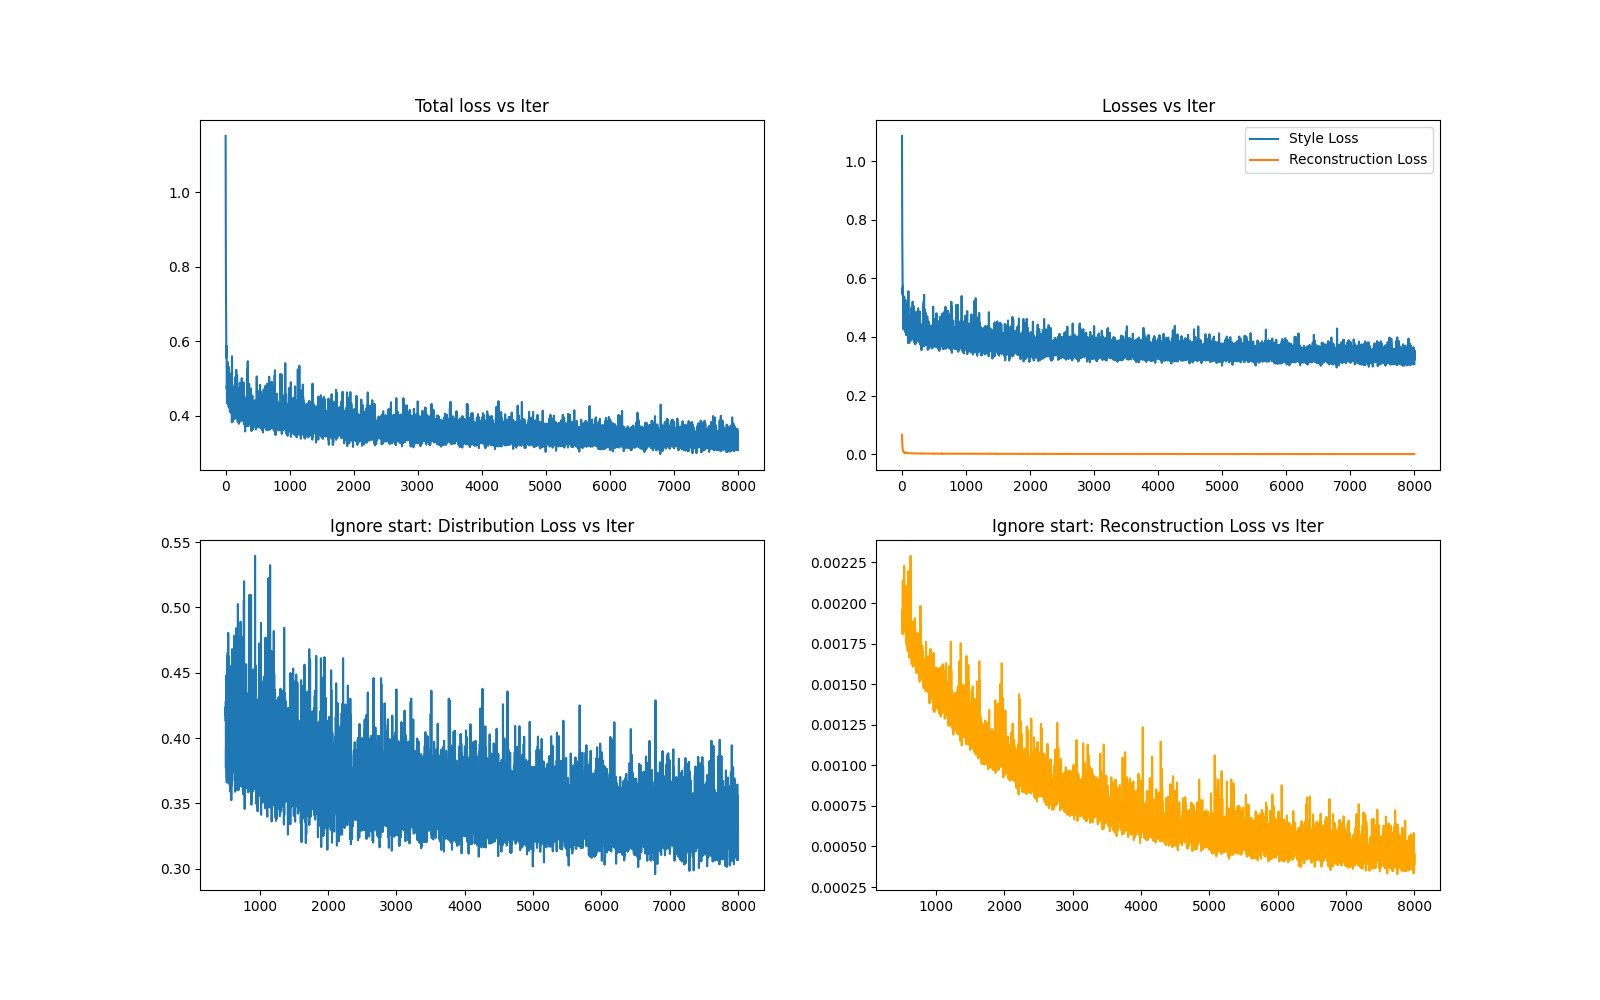 Total loss vs Iter
1.0
0.8
0.6
0.4
0 1000 2000 3000 4000 5000 6000 7000 8000
Losses vs Iter
Style Loss
Reconstruction Loss
1.0
0.8
0.6
0.4
0.2
0.0
0 1000 2000 3000 4000 5000 6000 7000 8000
Ignore start: Distribution Loss vs Iter
0.55
0.50
0.45
0.40
0.35
0.30
1000 2000 3000 4000 5000 6000 7000 8000
Ignore start: Reconstruction Loss vs Iter
0.00225
0.00200
0.00175
0.00150
0.00125
0.00100
0.00075
0.00050
0.00025
1000 2000 3000 4000 5000 6000 7000 8000